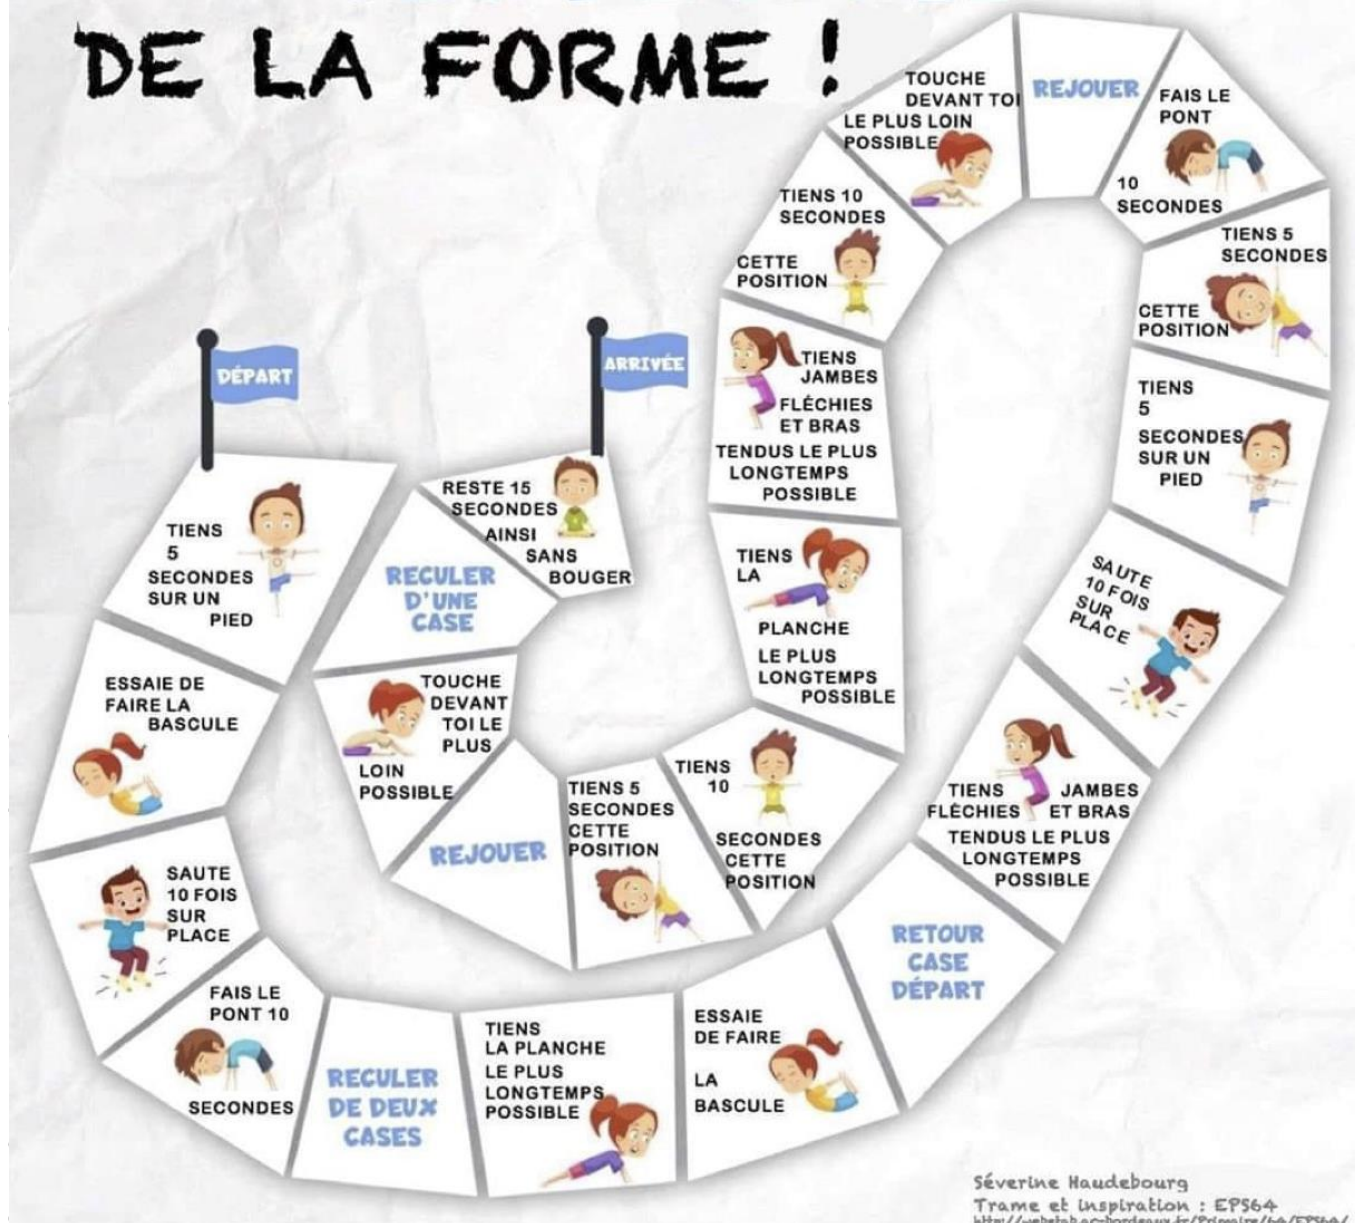 DE LA FORME !
DÉPART
TIENS
5
SECONDES
SUR UN
PIED
ESSAIE DE
FAIRE LA
BASCULE
SAUTE
10 FOIS
SUR
PLACE
FAIS LE
PONT 10
SECONDES
RECULER
DE DEUX
CASES
TIENS
LA PLANCHE
LE PLUS
LONGTEMPS
POSSIBLE
ESSAIE
DE FAIRE
LA
BASCULE
RETOUR
CASE
DÉPART
TIENS JAMBES
FLÉCHIES ET BRAS
TENDUS LE PLUS
LONGTEMPS
POSSIBLE
SAUTE
10 FOIS
SUR
PLACE
TIENS
5
SECONDES
SUR UN
PIED
TIENS 5
SECONDES
CETTE
POSITION
FAIS LE
PONT
10
SECONDES
REJOUER
TOUCHE
DEVANT TOI
LE PLUS LOIN
POSSIBLE
TIENS 10
SECONDES
CETTE
POSITION
TIENS
JAMBES
FLÉCHIES
ET BRAS
TENDUS LE PLUS
LONGTEMPS
POSSIBLE
TIENS
LA
PLANCHE
LE PLUS
LONGTEMPS
POSSIBLE
TIENS
10
SECONDES
CETTE
POSITION
TIENS 5
SECONDES
CETTE
POSITION
REJOUER
TOUCHE
DEVANT
TOI LE
PLUS
LOIN
POSSIBLE
RECULER
D'UNE
CASE
RESTE 15
SECONDES
AINSI
SANS
BOUGER
ARRIVÉE
Séverine Haudebourg
Trame et inspiration : EPS64